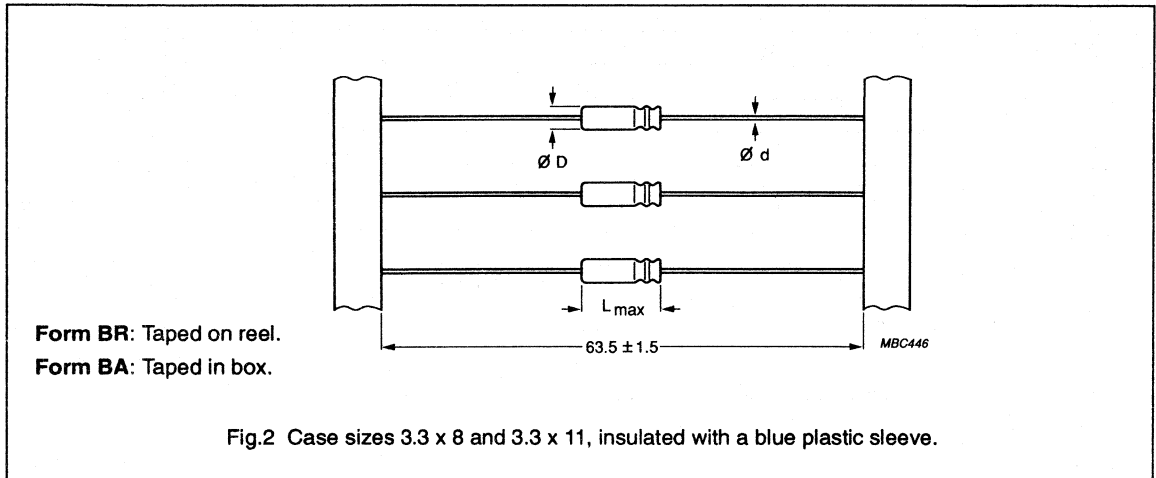 Ø D
Ø d
L max
63.5 ±1.5
MBC446
Form BR: Taped on reel.
Form BA: Taped in box.
Fig.2 Case sizes 3.3 x 8 and 3.3 x 11, insulated with a blue plastic sleeve.